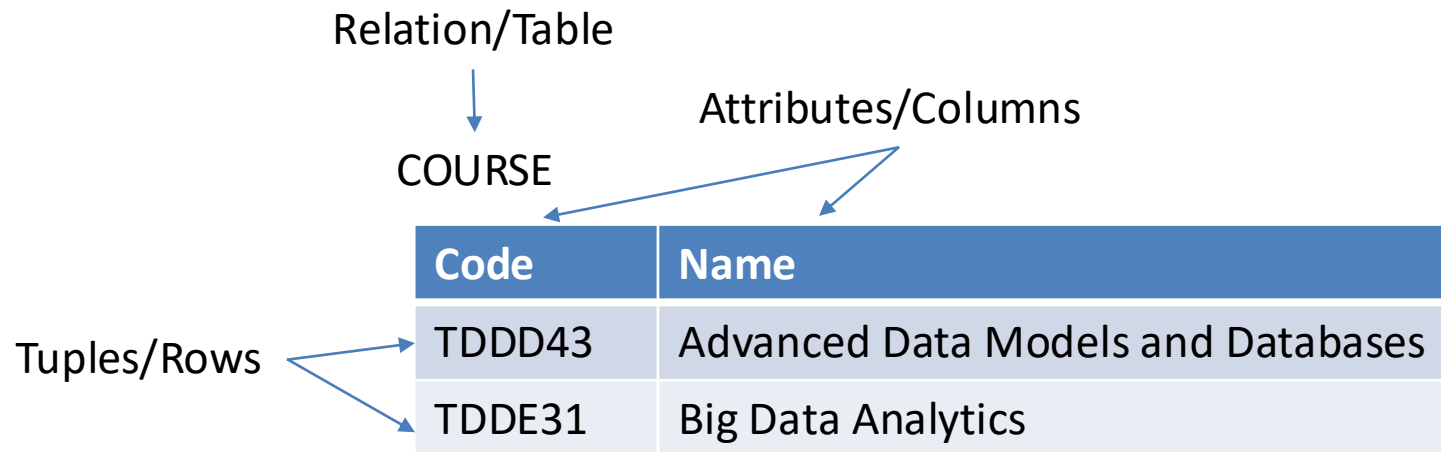 Relation/Table
Attributes/Columns
COURSE
Code Name
Tuples/Rows
TDDD43 Advanced Data Models and Databases
TDDE31 Big Data Analytics